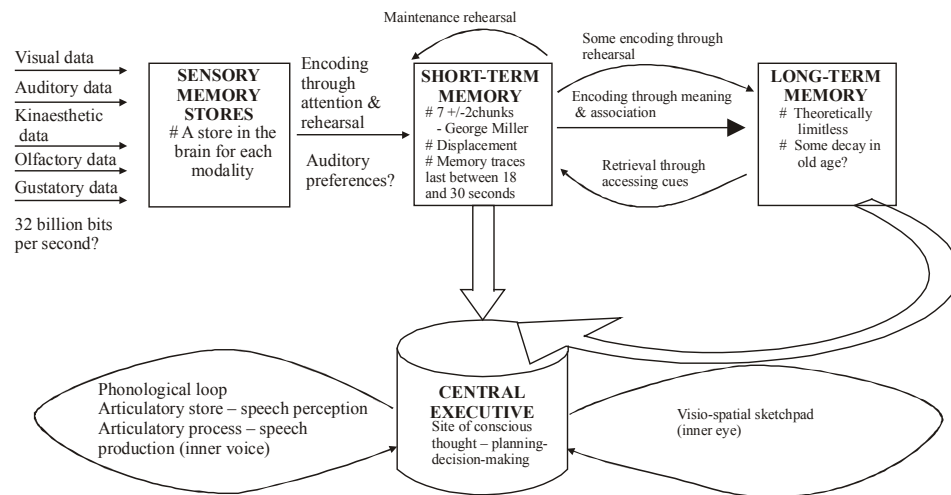 Maintenance rehearsal
Visual data
Auditory data
Kinaesthetic
data
Olfactory data
Gustatory data
32 billion bits
per second?
SENSORY
MEMORY
STORES
# A store in the
brain for each
modality
Encoding
through
attention &
rehearsal
Auditory
preferences?
SHORT-TERM
MEMORY
# 7 +/-2chunks
- George Miller
# Displacement
# Memory traces
last between 18
and 30 seconds
Some encoding through
rehearsal
Encoding through meaning
& association
Retrieval through
accessing cues
LONG-TERM
MEMORY
# Theoretically
limitless
# Some decay in
old age?
Phonological loop
Articulatory store – speech perception
Articulatory process – speech
production (inner voice)
CENTRAL
EXECUTIVE
Site of conscious
thought – planning-
decision-making
Visio-spatial sketchpad
(inner eye)